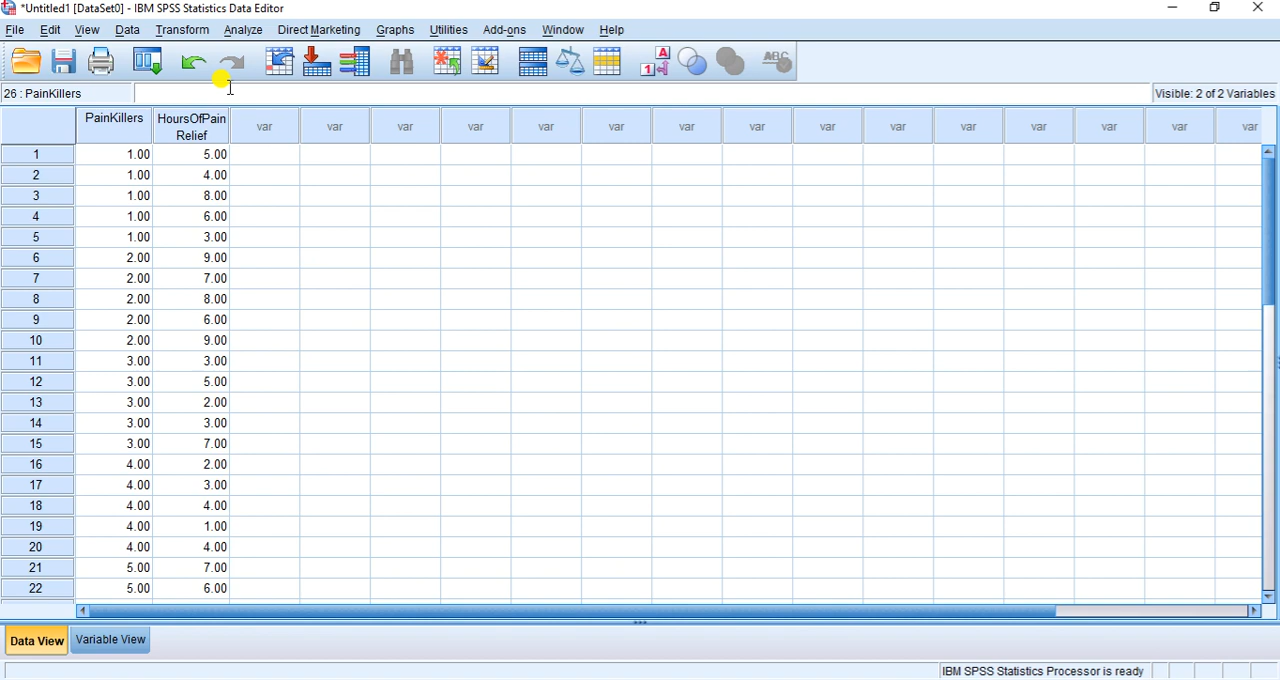 *Untitled1 [DataSet0] - IBM SPSS Statistics Data Editor
File Edit View Data Transform Analyze Direct Marketing Graphs Utilities Add-ons Window Help
1 A ABC
26 : PainKillers
Visible: 2 of 2 Variables
PainKillers HoursOfPain Relief var var var var var var var var var var var var var var var
1 1.00 5.00
2 1.00 4.00
3 1.00 8.00
4 1.00 6.00
5 1.00 3.00
6 2.00 9.00
7 2.00 7.00
8 2.00 8.00
9 2.00 6.00
10 2.00 9.00
11 3.00 3.00
12 3.00 5.00
13 3.00 2.00
14 3.00 3.00
15 3.00 7.00
16 4.00 2.00
17 4.00 3.00
18 4.00 4.00
19 4.00 1.00
20 4.00 4.00
21 5.00 7.00
22 5.00 6.00
Data View Variable View
IBM SPSS Statistics Processor is ready